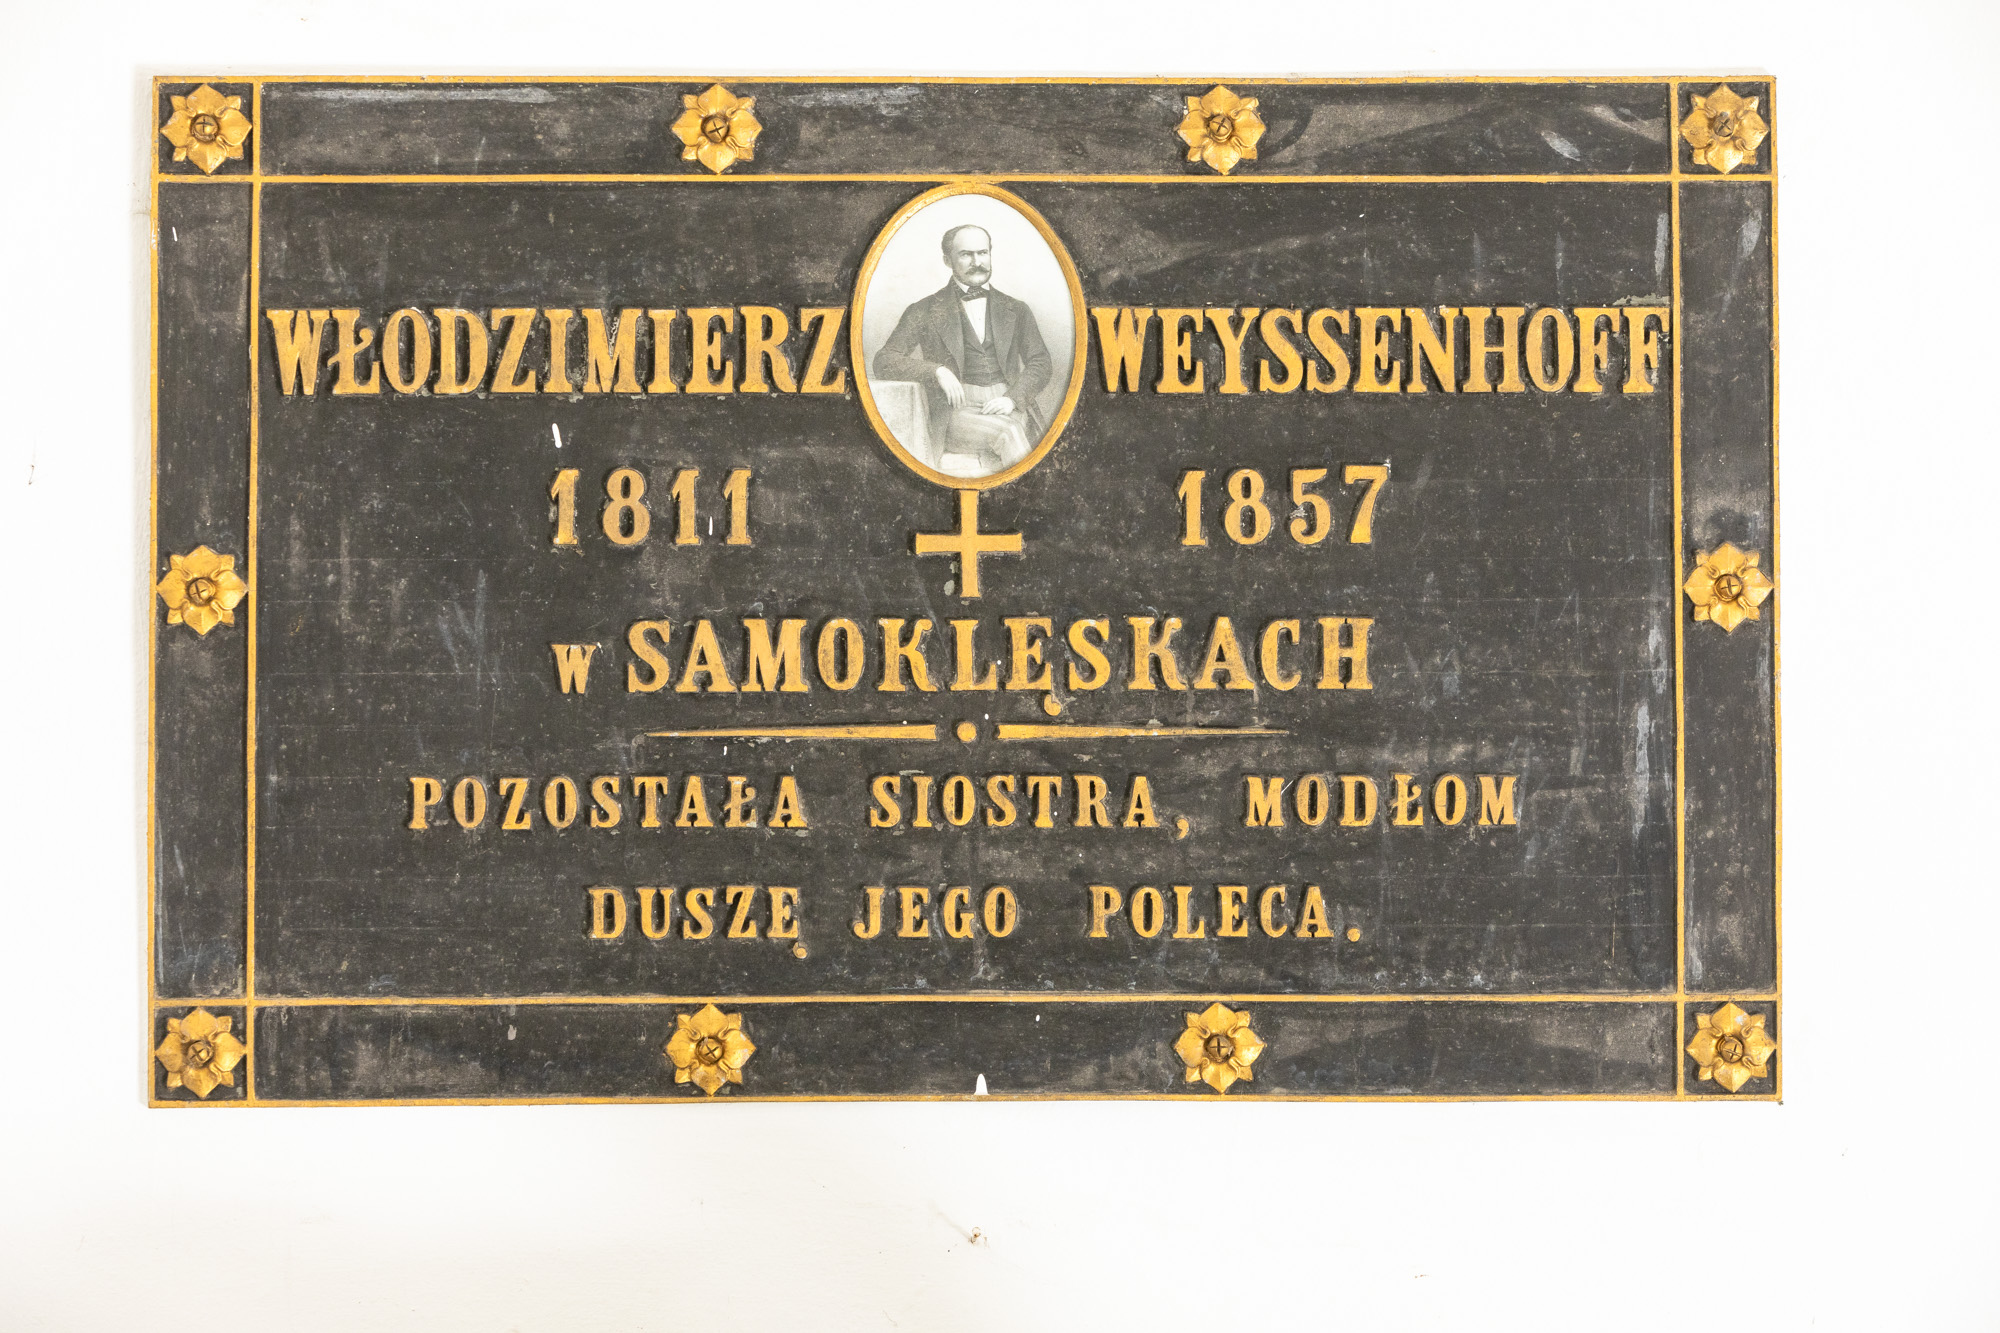 WŁODZIMIERZ WEYSSENHOFF
1811 1857
w SAMOKLĘSKACH
POZOSTAŁA SIOSTRA, MODŁOM
DUSZĘ JEGO POLECA.